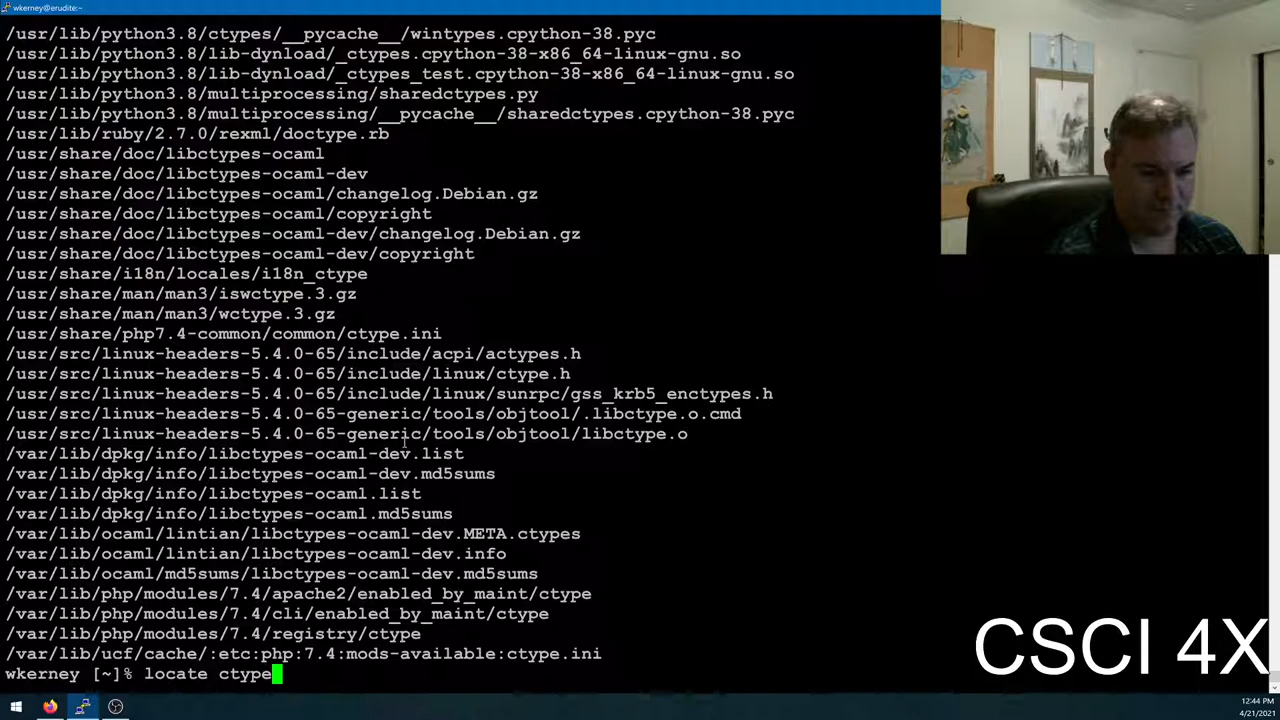 wkerney@erudite:~
/usr/lib/python3.8/ctypes/__pycache__/wintypes.cpython-38.pyc
/usr/lib/python3.8/lib-dynload/_ctypes.cpython-38-x86_64-linux-gnu.so
/usr/lib/python3.8/lib-dynload/_ctypes_test.cpython-38-x86_64-linux-gnu.so
/usr/lib/python3.8/multiprocessing/sharedctypes.py
/usr/lib/python3.8/multiprocessing/__pycache__/sharedctypes.cpython-38.pyc
/usr/lib/ruby/2.7.0/rexml/doctype.rb
/usr/share/doc/libctypes-ocaml
/usr/share/doc/libctypes-ocaml-dev
/usr/share/doc/libctypes-ocaml/changelog.Debian.gz
/usr/share/doc/libctypes-ocaml/copyright
/usr/share/doc/libctypes-ocaml-dev/changelog.Debian.gz
/usr/share/doc/libctypes-ocaml-dev/copyright
/usr/share/i18n/locales/i18n_ctype
/usr/share/man/man3/iswctype.3.gz
/usr/share/man/man3/wctype.3.gz
/usr/share/php7.4-common/common/ctype.ini
/usr/src/linux-headers-5.4.0-65/include/acpi/actypes.h
/usr/src/linux-headers-5.4.0-65/include/linux/ctype.h
/usr/src/linux-headers-5.4.0-65/include/linux/sunrpc/gss_krb5_enctypes.h
/usr/src/linux-headers-5.4.0-65-generic/tools/objtool/.libctype.o.cmd
/usr/src/linux-headers-5.4.0-65-generic/tools/objtool/libctype.o
/var/lib/dpkg/info/libctypes-ocaml-dev.list
/var/lib/dpkg/info/libctypes-ocaml-dev.md5sums
/var/lib/dpkg/info/libctypes-ocaml.list
/var/lib/dpkg/info/libctypes-ocaml.md5sums
/var/lib/ocaml/lintian/libctypes-ocaml-dev.META.ctypes
/var/lib/ocaml/lintian/libctypes-ocaml-dev.info
/var/lib/ocaml/md5sums/libctypes-ocaml-dev.md5sums
/var/lib/php/modules/7.4/apache2/enabled_by_maint/ctype
/var/lib/php/modules/7.4/cli/enabled_by_maint/ctype
/var/lib/php/modules/7.4/registry/ctype
/var/lib/ucf/cache/:etc:php:7.4:mods-available:ctype.ini
wkerney [~]% locate ctype
CSCI 4X
12:44 PM
4/21/2021